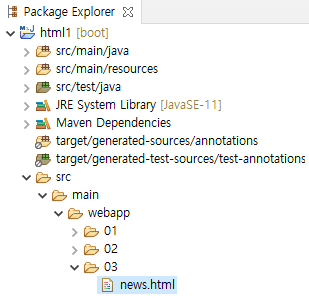 Package Explorer
html1 [boot]
src/main/java
src/main/resources
src/test/java
JRE System Library [JavaSE-11]
Maven Dependencies
target/generated-sources/annotations
target/generated-test-sources/test-annotations
src
main
webapp
01
02
03
news.html